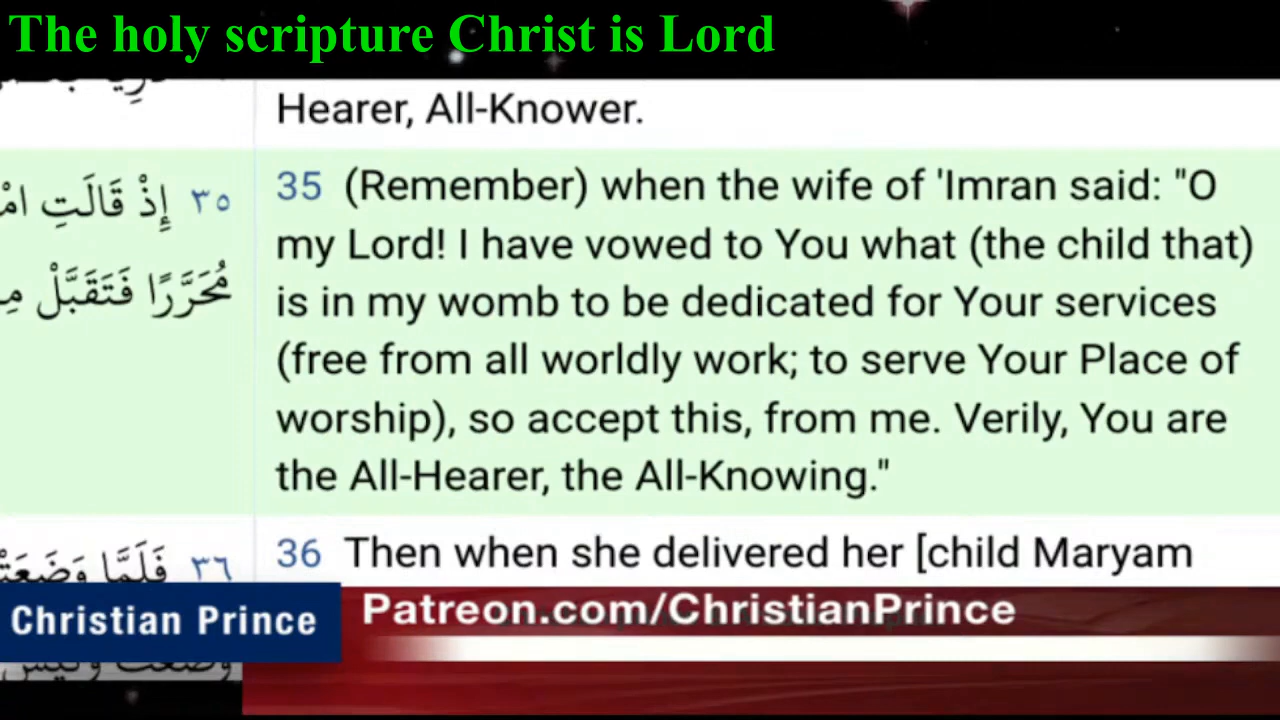 The holy scripture Christ is Lord
Hearer, All-Knower.
٣٥ إِذْ قَالَتِ
35 (Remember) when the wife of 'Imran said: "O
my Lord! I have vowed to You what (the child that)
مُحَرَّرًا فَتَقَبَّلْ
is in my womb to be dedicated for Your services
(free from all worldly work; to serve Your Place of
worship), so accept this, from me. Verily, You are
the All-Hearer, the All-Knowing."
٣٦ فَلَمَّا وَضَعَتْ
36 Then when she delivered her [child Maryam
Christian Prince
Patreon.com/ChristianPrince